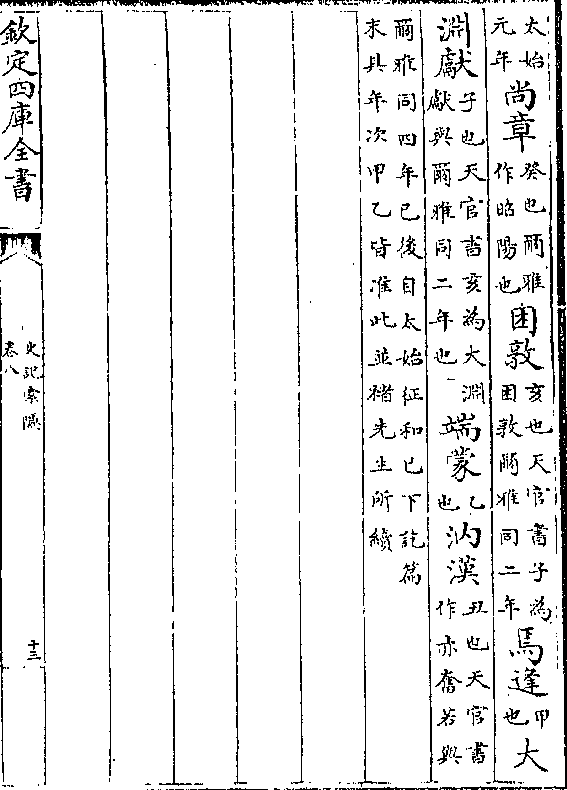 太始元年尚章癸也爾雅作昭陽也困敦亥也天官書子為困敦爾雅同二年焉逢甲也大
淵獻子也天官書亥為大淵獻與爾雅同二年也端蒙乙也汭漢丑也天官書作亦奮若與
爾雅同四年已後自太始征和已下訖篇末其年次甲乙皆准此並褚先生所續
欽定四庫全書
史記索隱
卷八
十三